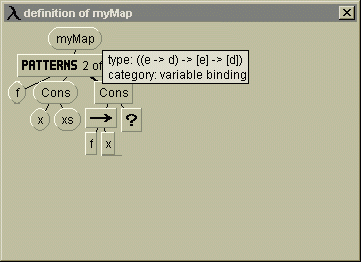 λ definition of myMap
myMap
PATTERNS 2 of
type: ((e -> d) -> [e] -> [d])
category: variable binding
f Cons Cons
x xs → ?
f x